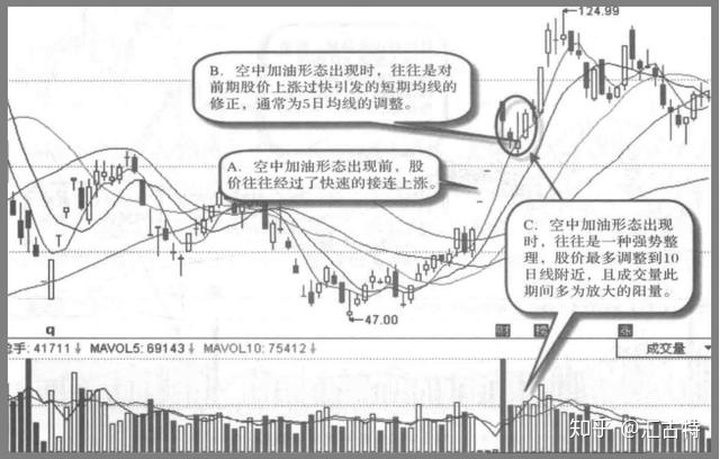 124.99
B. 空中加油形态出现时，往往是对
前期股价上涨过快引发的短期均线的
修正，通常为5日均线的调整。
A. 空中加油形态出现前，股
价往往经过了快速的接连上涨。
C. 空中加油形态出现
时，往往是一种强势整
理，股价最多调整到10
日线附近，且成交量此
期间多为放大的阳量。
47.00
q
财
涨
手: 41711↓ MAVOL5: 69143↓ MAVOL10: 75412↓
成交量
知乎 @汇古特